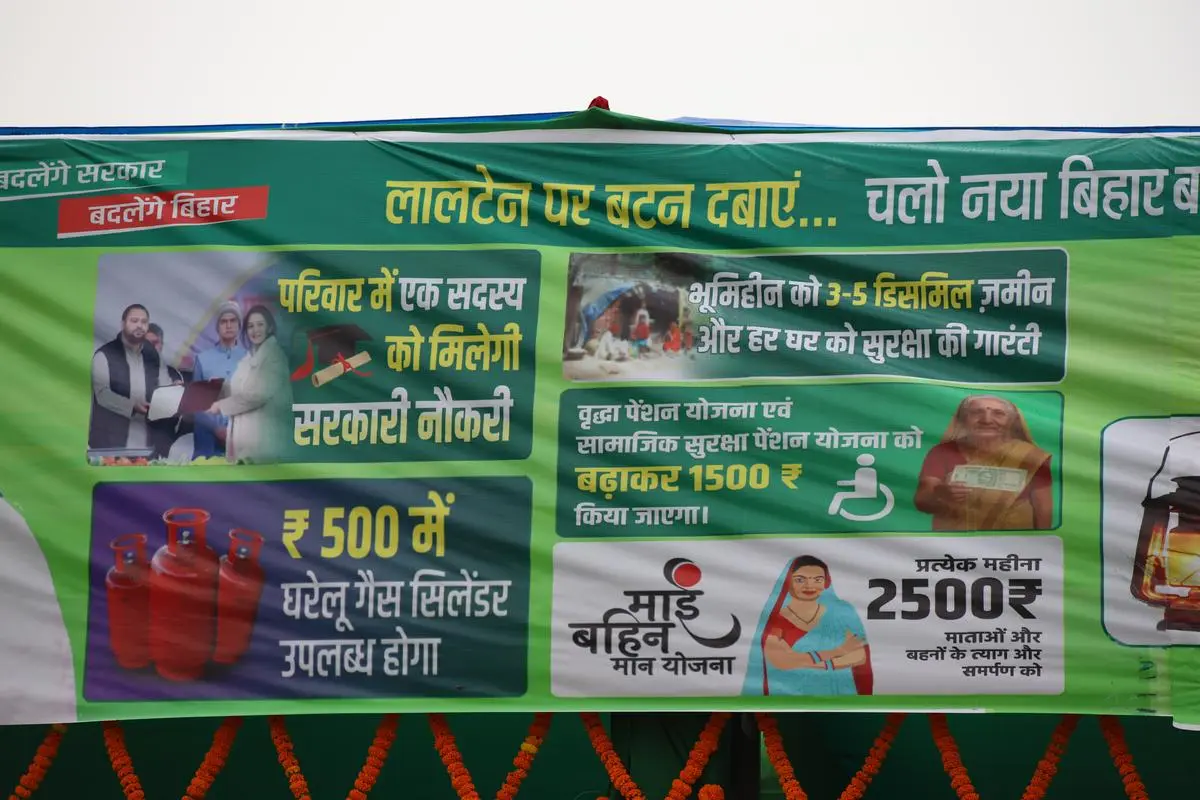 बदलेंगे सरकार
बदलेंगे बिहार
लालटेन पर बटन दबाएं... चलो नया बिहार
परिवार में एक सदस्य
को मिलेगी
सरकारी नौकरी
₹ 500 में
घरेलू गैस सिलेंडर
उपलब्ध होगा
भूमिहीन को 3-5 डिसमिल ज़मीन
और हर घर को सुरक्षा की गारंटी
वृद्धा पेंशन योजना एवं
सामाजिक सुरक्षा पेंशन योजना को
बढ़ाकर 1500 ₹
किया जाएगा।
माई
बहिन
मान योजना
प्रत्येक महीना
2500₹
माताओं और
बहनों के त्याग और
समर्पण को